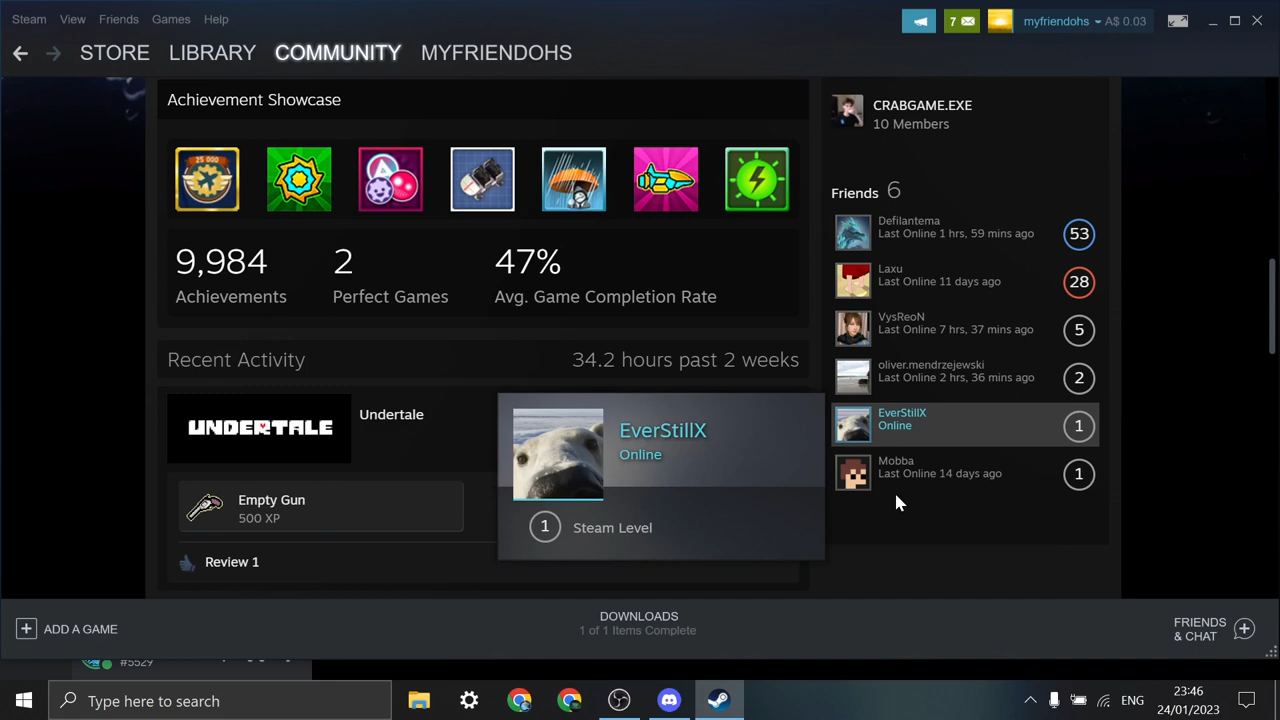 Steam View Friends Games Help
7
myfriendohs A$ 0.03
STORE LIBRARY COMMUNITY MYFRIENDOHS
Achievement Showcase
25 000
9,984
Achievements
2
Perfect Games
47%
Avg. Game Completion Rate
Recent Activity
34.2 hours past 2 weeks
UNDERTALE
Undertale
Empty Gun
500 XP
Review 1
EverStillX
Online
1 Steam Level
CRABGAME.EXE
10 Members
Friends 6
Defilantema
Last Online 1 hrs, 59 mins ago
53
Laxu
Last Online 11 days ago
28
VysReoN
Last Online 7 hrs, 37 mins ago
5
oliver.mendrzejewski
Last Online 2 hrs, 36 mins ago
2
EverStillX
Online
1
Mobba
Last Online 14 days ago
1
ADD A GAME
DOWNLOADS
1 of 1 Items Complete
FRIENDS
& CHAT
#5529
Type here to search
ENG
23:46
24/01/2023